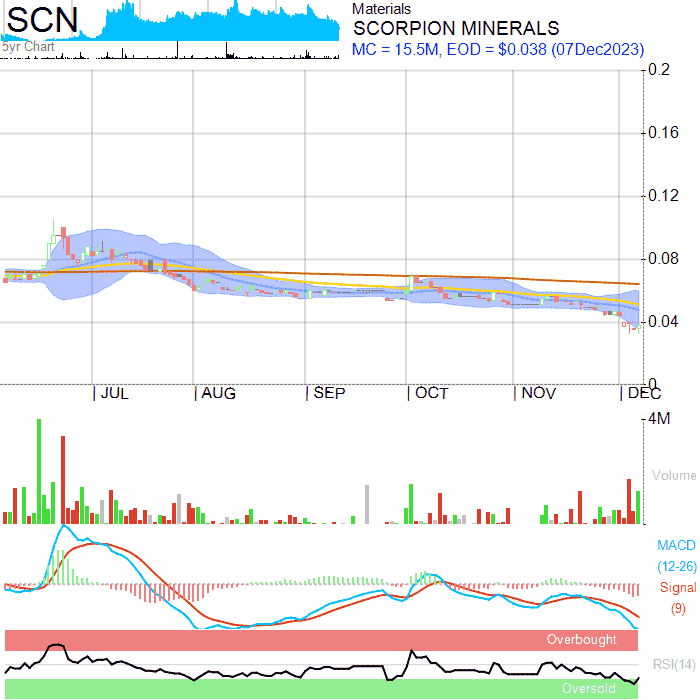 SCN
5yr Chart
Materials
SCORPION MINERALS
MC = 15.5M, EOD = $0.038 (07Dec2023)
0.2
0.16
0.12
0.08
0.04
0
JUL AUG SEP OCT NOV DEC
4M
Volume
MACD
(12-26)
Signal
(9)
Overbought
RSI(14)
Oversold